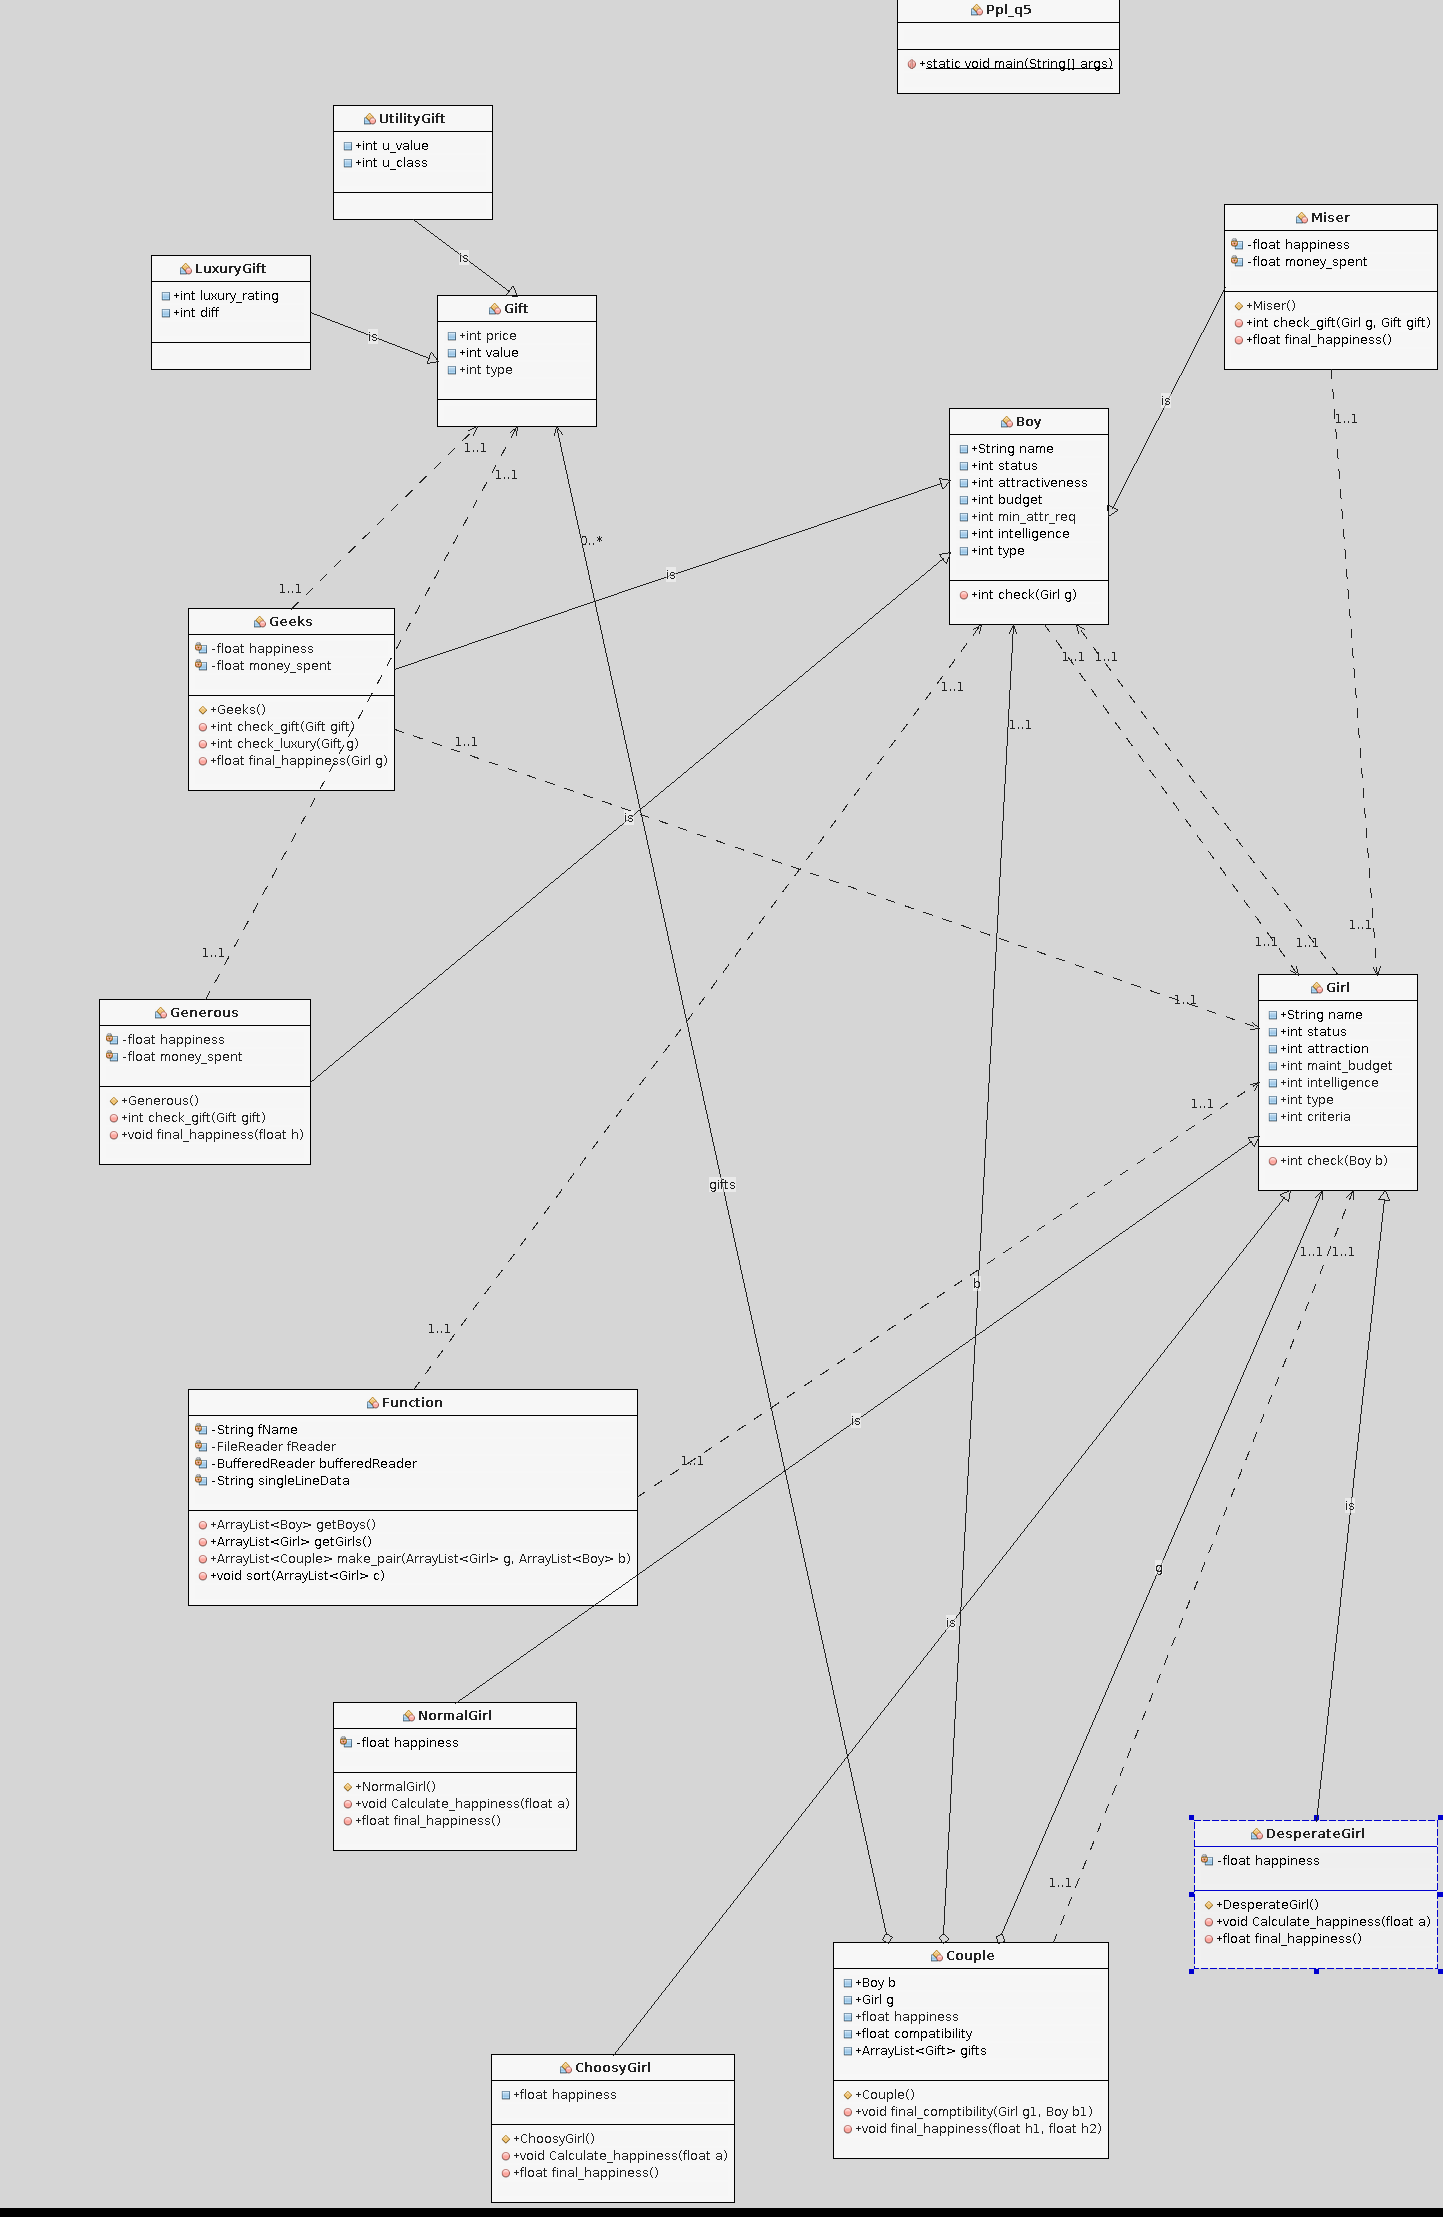 Ppl_q5
+static void main(String[] args)
UtilityGift
+int u_value
+int u_class
is
LuxuryGift
+int luxury_rating
+int diff
is
Gift
+int price
+int value
+int type
Miser
-float happiness
-float money_spent
+Miser()
+int check_gift(Girl g, Gift gift)
+float final_happiness()
is
1..1
Boy
+String name
+int status
+int attractiveness
+int budget
+int min_attr_req
+int intelligence
+int type
+int check(Girl g)
1..1
1..1
0..*
is
1..1
Geeks
-float happiness
-float money_spent
+Geeks()
+int check_gift(Gift gift)
+int check_luxury(Gift g)
+float final_happiness(Girl g)
1..1
1..1
1..1
1..1
1..1
is
1..1
1..1
1..1
1..1
1..1
Generous
-float happiness
-float money_spent
+Generous()
+int check_gift(Gift gift)
+void final_happiness(float h)
Girl
+String name
+int status
+int attraction
+int maint_budget
+int intelligence
+int type
+int criteria
+int check(Boy b)
1..1
gifts
1..1
1..1
b
1..1
Function
-String fName
-FileReader fReader
-BufferedReader bufferedReader
-String singleLineData
+ArrayList<Boy> getBoys()
+ArrayList<Girl> getGirls()
+ArrayList<Couple> make_pair(ArrayList<Girl> g, ArrayList<Boy> b)
+void sort(ArrayList<Girl> c)
is
1..1
is
g
is
NormalGirl
-float happiness
+NormalGirl()
+void Calculate_happiness(float a)
+float final_happiness()
DesperateGirl
-float happiness
+DesperateGirl()
+void Calculate_happiness(float a)
+float final_happiness()
1..1
Couple
+Boy b
+Girl g
+float happiness
+float compatibility
+ArrayList<Gift> gifts
+Couple()
+void final_comptibility(Girl g1, Boy b1)
+void final_happiness(float h1, float h2)
ChoosyGirl
+float happiness
+ChoosyGirl()
+void Calculate_happiness(float a)
+float final_happiness()